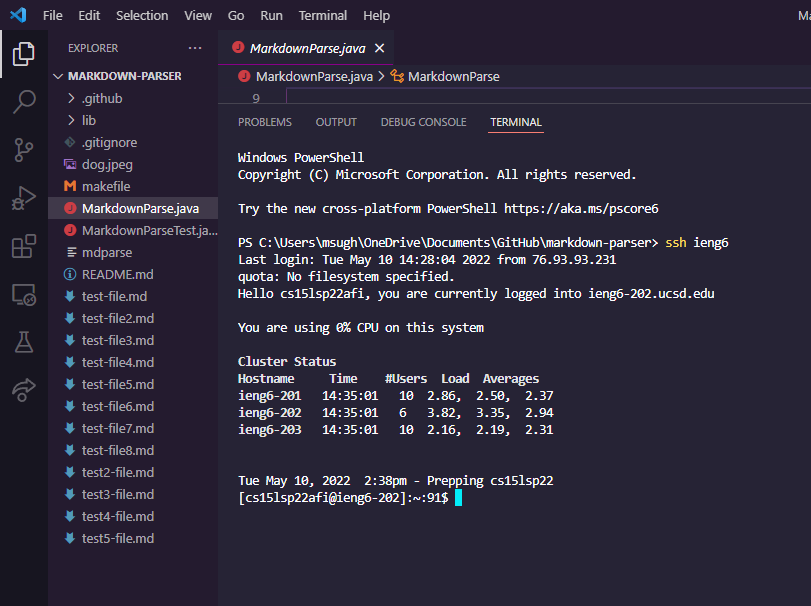 File Edit Selection View Go Run Terminal Help
EXPLORER
MARKDOWN-PARSER
.github
lib
.gitignore
dog.jpeg
makefile
MarkdownParse.java
MarkdownParseTest.ja...
mdparse
README.md
test-file.md
test-file2.md
test-file3.md
test-file4.md
test-file5.md
test-file6.md
test-file7.md
test-file8.md
test2-file.md
test3-file.md
test4-file.md
test5-file.md
MarkdownParse.java
MarkdownParse.java > MarkdownParse
9
PROBLEMS OUTPUT DEBUG CONSOLE TERMINAL
Windows PowerShell
Copyright (C) Microsoft Corporation. All rights reserved.
Try the new cross-platform PowerShell https://aka.ms/pscore6
PS C:\Users\msugh\OneDrive\Documents\GitHub\markdown-parser> ssh ieng6
Last login: Tue May 10 14:28:04 2022 from 76.93.93.231
quota: No filesystem specified.
Hello cs15lsp22afi, you are currently logged into ieng6-202.ucsd.edu
You are using 0% CPU on this system
Cluster Status
Hostname Time #Users Load Averages
ieng6-201 14:35:01 10 2.86, 2.50, 2.37
ieng6-202 14:35:01 6 3.82, 3.35, 2.94
ieng6-203 14:35:01 10 2.16, 2.19, 2.31
Tue May 10, 2022 2:38pm - Prepping cs15lsp22
[cs15lsp22afi@ieng6-202]:~:91$